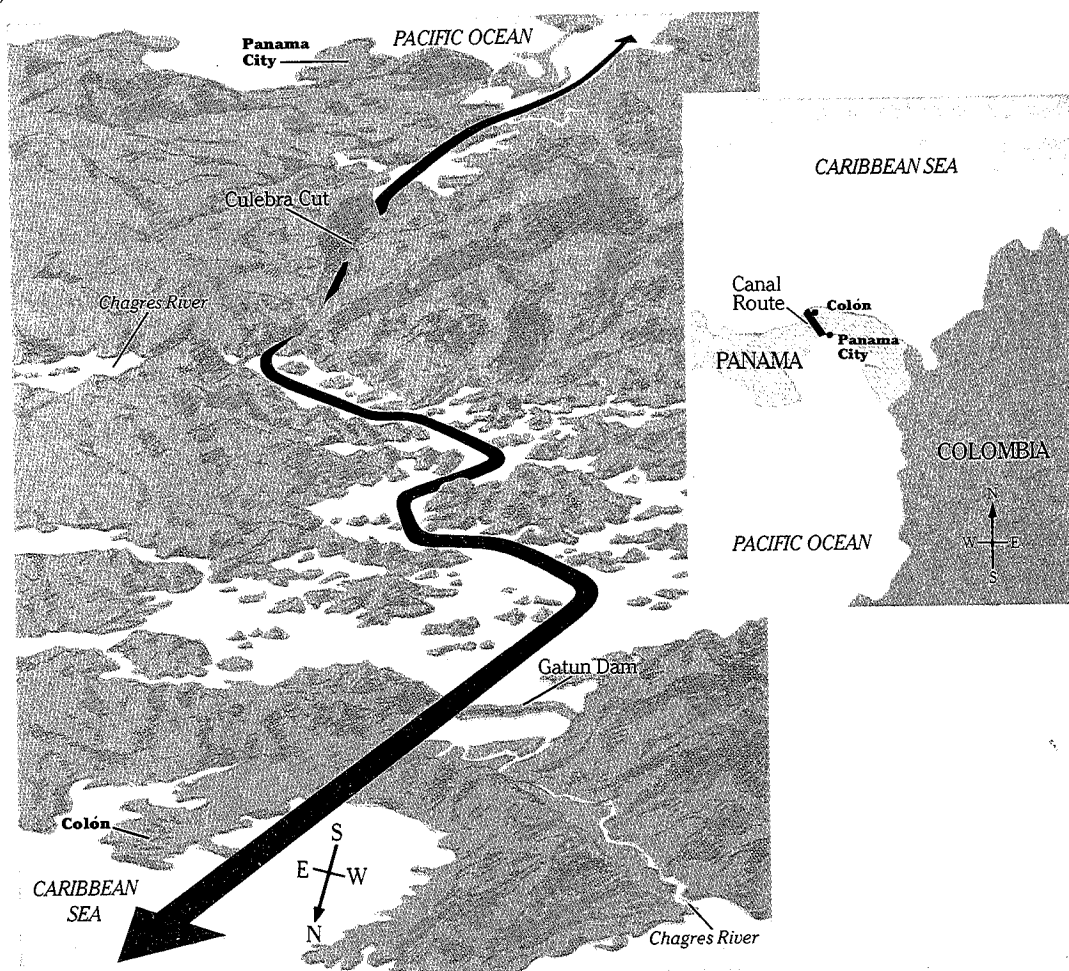 Panama
City
PACIFIC OCEAN
Culebra Cut
Chagres River
Gatun Dam
Colón
CARIBBEAN
SEA
S
E
W
N
Chagres River
CARIBBEAN SEA
Canal
Route
Colón
Panama
City
PANAMA
COLOMBIA
PACIFIC OCEAN
N
W
E
S